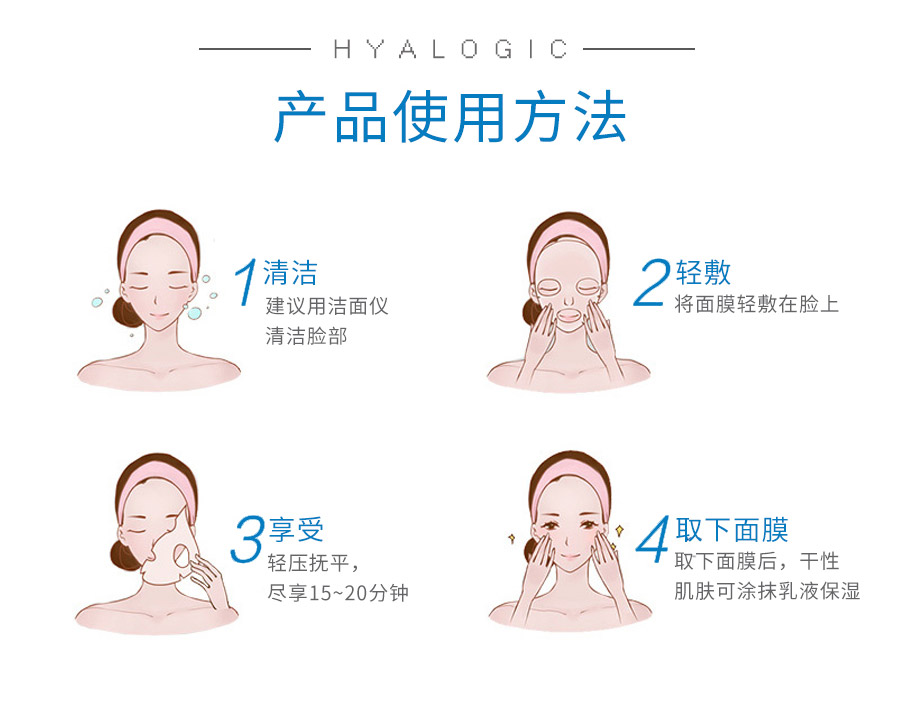 HYALOGIC
产品使用方法
1 清洁
建议用洁面仪
清洁脸部
2 轻敷
将面膜轻敷在脸上
3 享受
轻压抚平，
尽享15~20分钟
4 取下面膜
取下面膜后，干性
肌肤可涂抹乳液保湿